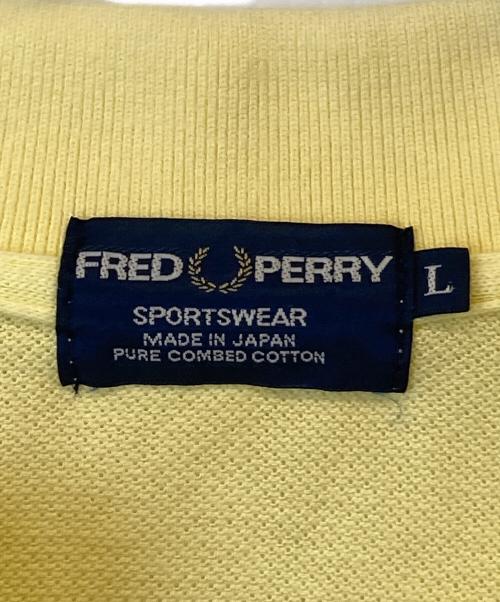 FRED PERRY
L
SPORTSWEAR
MADE IN JAPAN
PURE COMBED COTTON